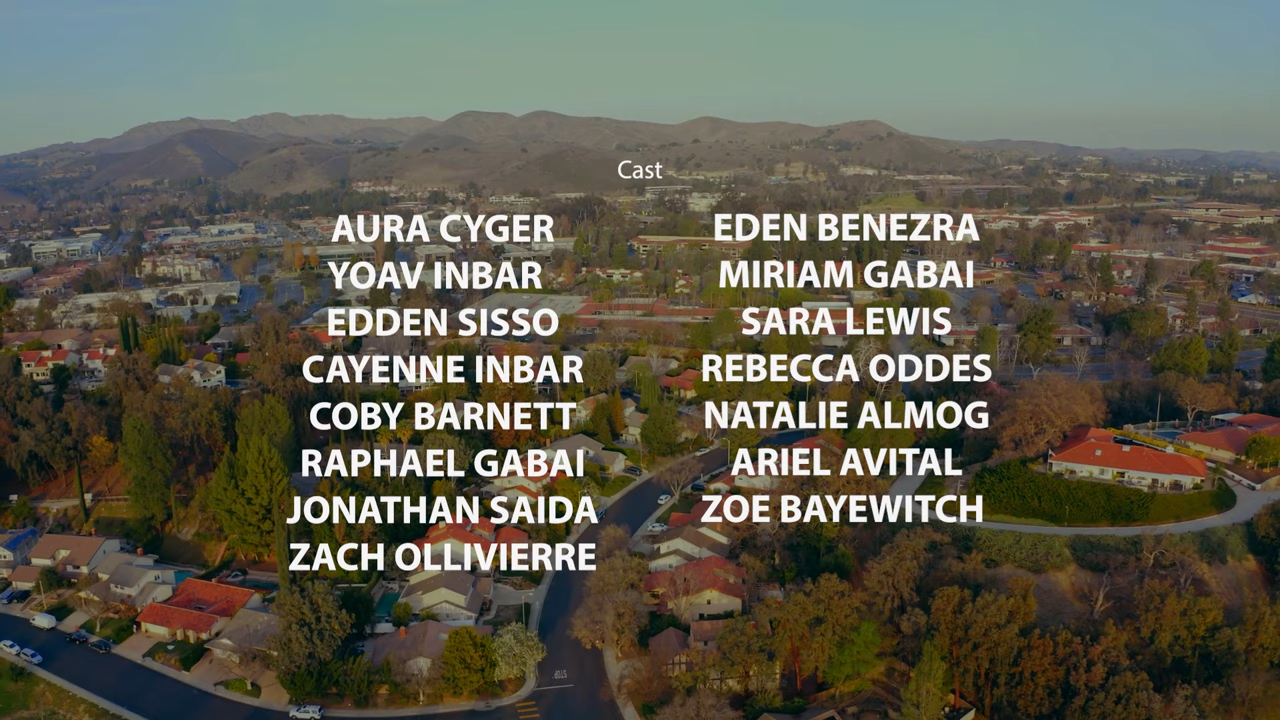 Cast
AURA CYGER
YOAV INBAR
EDDEN SISSO
CAYENNE INBAR
COBY BARNETT
RAPHAEL GABAI
JONATHAN SAIDA
ZACH OLLIVIERRE
EDEN BENEZRA
MIRIAM GABAI
SARA LEWIS
REBECCA ODDES
NATALIE ALMOG
ARIEL AVITAL
ZOE BAYEWITCH
STOP